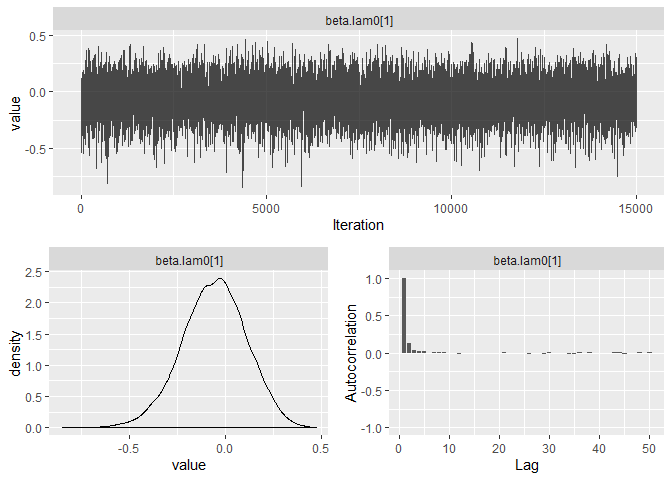 beta.lam0[1]
0.5
0.0
-0.5
value
0 5000 10000 15000
Iteration
beta.lam0[1]
2.5
2.0
1.5
1.0
0.5
0.0
density
-0.5 0.0 0.5
value
beta.lam0[1]
1.0
0.5
0.0
-0.5
-1.0
Autocorrelation
0 10 20 30 40 50
Lag